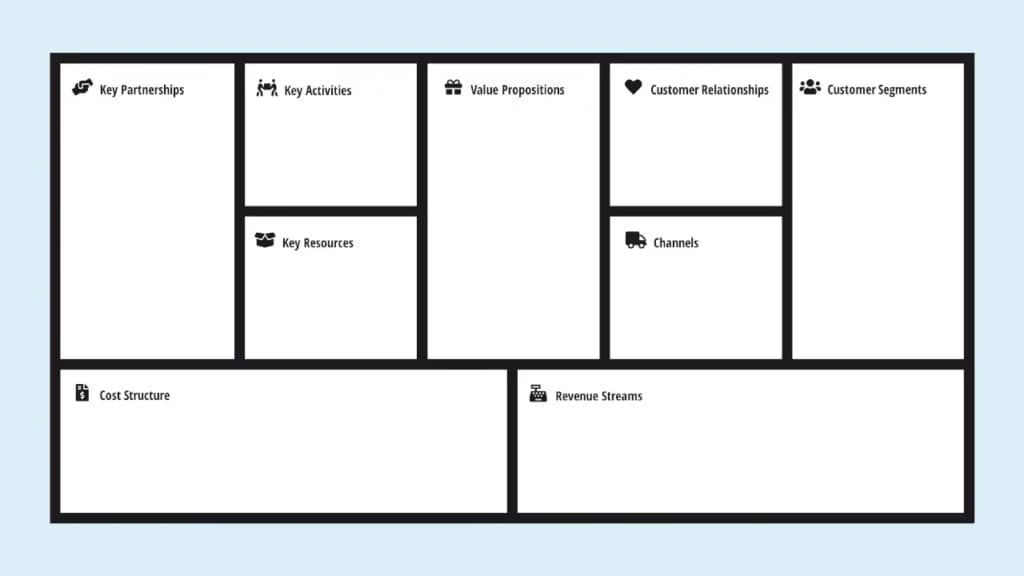 Key Partnerships
Key Activities
Value Propositions
Customer Relationships
Customer Segments
Key Resources
Channels
$
Cost Structure
Revenue Streams